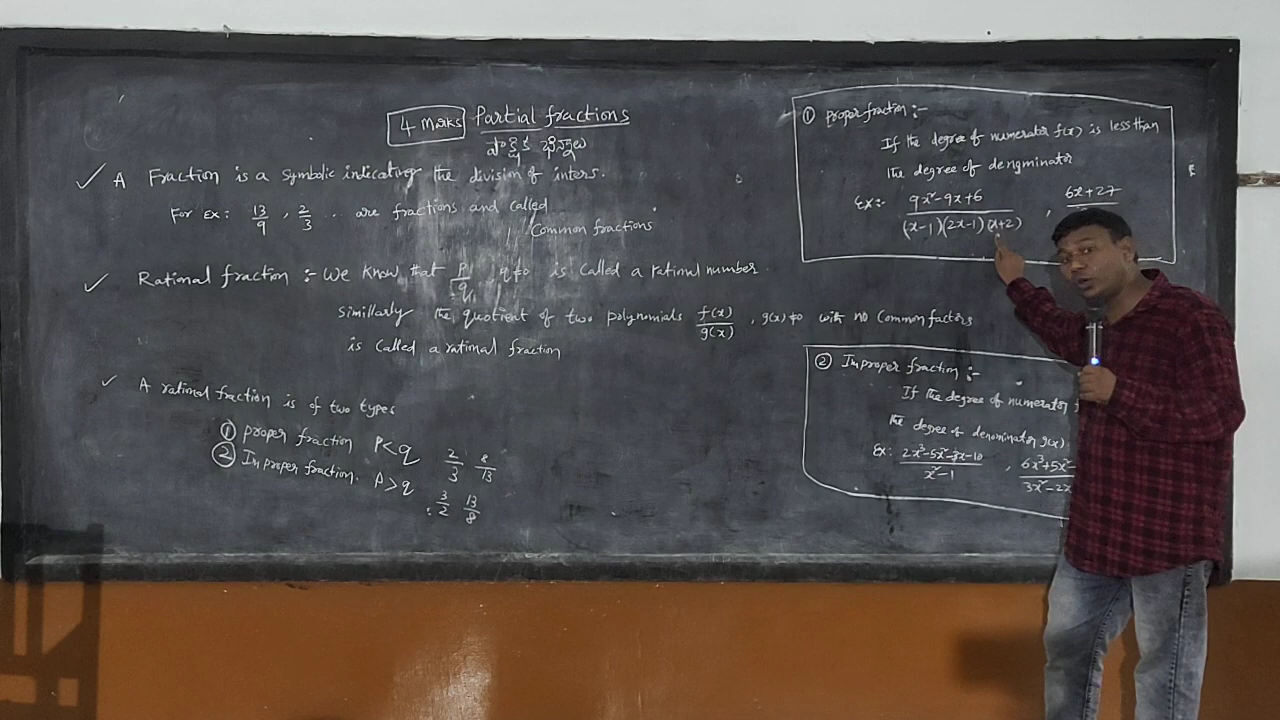 4 Marks Partial fractions
పాక్షిక భిన్నాలు
✓ A Fraction is a symbolic indicating the division of inters.
For Ex: 13/9 , 2/3 .. are fractions and called
Common fractions
✓ Rational fraction :- We know that p/q , q≠0 is called a rational number.
similarly the quotient of two polynomials f(x)/g(x) , g(x)≠0 with no common factors
is called a rational fraction
✓ A rational fraction is of two types
① proper fraction P<q 2/3 8/13
② Improper fraction. P>q 3/2 13/8
① proper fraction :-
If the degree of numerator f(x) is less than
the degree of denominator
Ex:- 9x²-9x+6/(x-1)(2x-1)(x+2) , 6x+27
② Improper fraction :-
If the degree of numerator f
the degree of denominator g(x)
Ex: 2x³-5x²-3x-10/x²-1 , 6x³+5x²-/3x²-2x